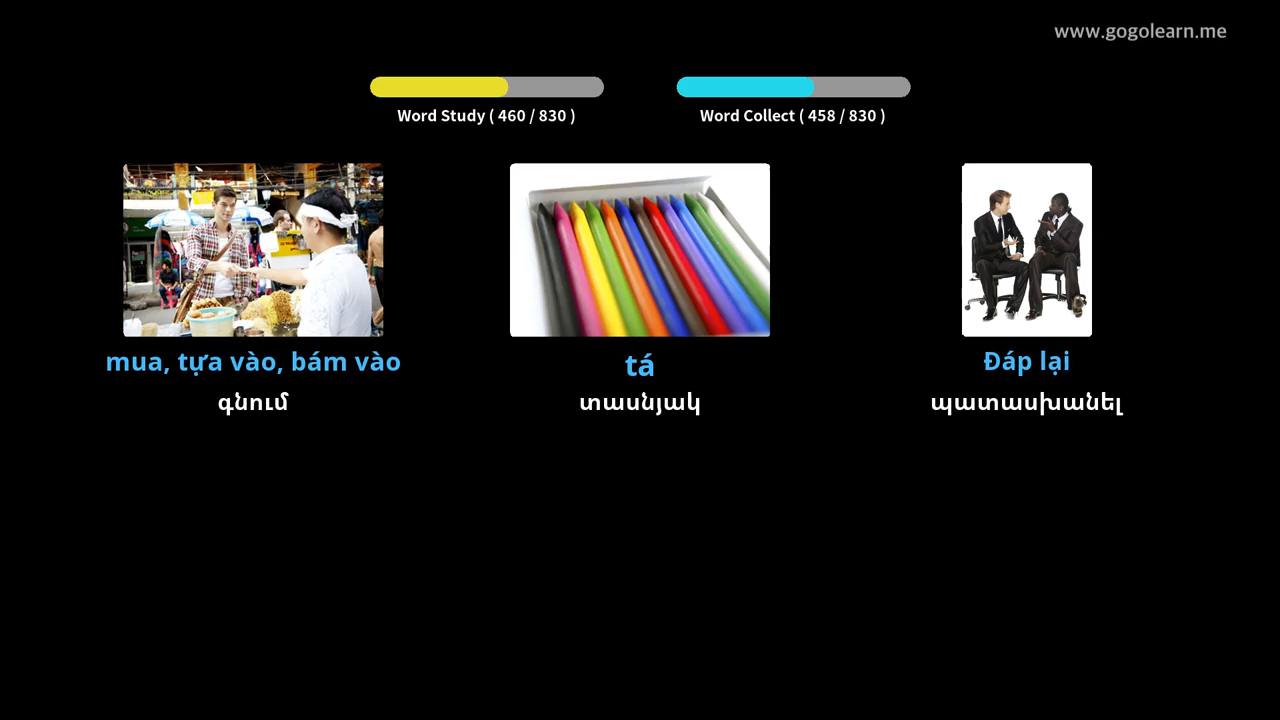 www.gogolearn.me
Word Study ( 460 / 830 )
Word Collect ( 458 / 830 )
mua, tựa vào, bám vào
tá
Đáp lại
գնում
տասնյակ
պատասխանել